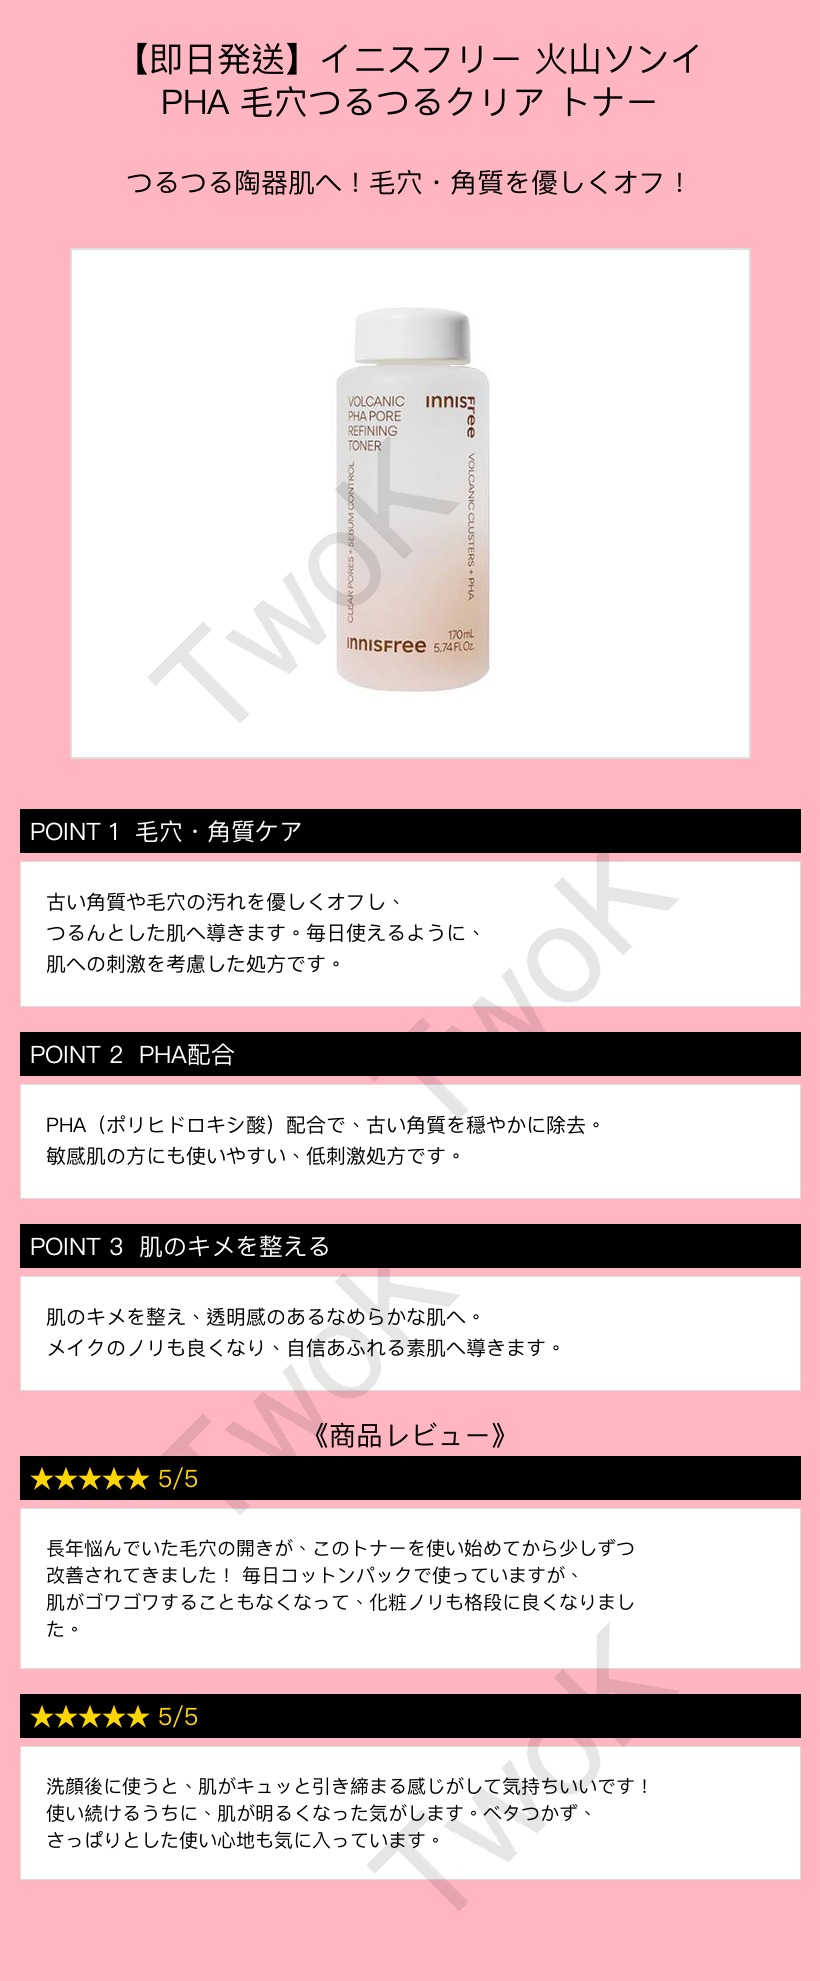 【即日発送】イニスフリー 火山ソンイ
PHA 毛穴つるつるクリア トナー
つるつる陶器肌へ！毛穴・角質を優しくオフ！
VOLCANIC
PHA PORE
REFINING
TONER
innisfree
CLEAR PORES + SEBUM CONTROL
VOLCANIC CLUSTERS + PHA
innisfree
170mL
5.74 Fl.Oz.
TwoK
POINT 1 毛穴・角質ケア
古い角質や毛穴の汚れを優しくオフし、
つるんとした肌へ導きます。毎日使えるように、
肌への刺激を考慮した処方です。
TwoK
POINT 2 PHA配合
PHA（ポリヒドロキシ酸）配合で、古い角質を穏やかに除去。
敏感肌の方にも使いやすい、低刺激処方です。
POINT 3 肌のキメを整える
肌のキメを整え、透明感のあるなめらかな肌へ。
メイクのノリも良くなり、自信あふれる素肌へ導きます。
TwoK
《商品レビュー》
★★★★★ 5/5
長年悩んでいた毛穴の開きが、このトナーを使い始めてから少しずつ
改善されてきました！ 毎日コットンパックで使っていますが、
肌がゴワゴワすることもなくなって、化粧ノリも格段に良くなりまし
た。
★★★★★ 5/5
洗顔後に使うと、肌がキュッと引き締まる感じがして気持ちいいです！
使い続けるうちに、肌が明るくなった気がします。ベタつかず、
さっぱりとした使い心地も気に入っています。
TwoK